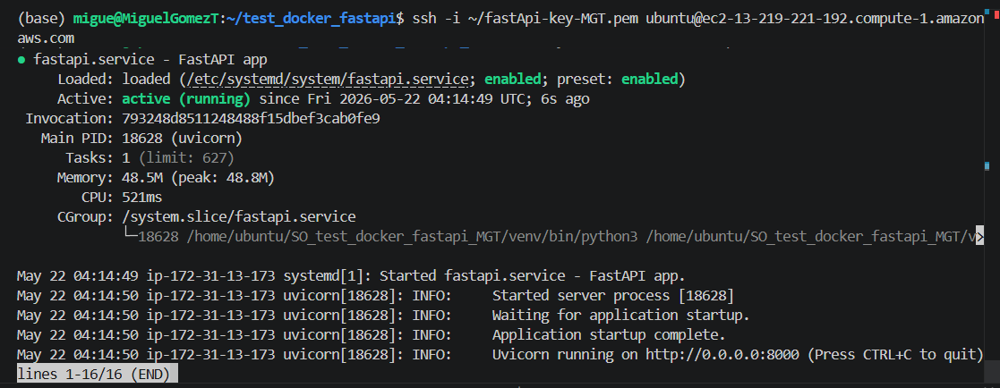 (base) migue@MiguelGomezT:~/test_docker_fastapi$ ssh -i ~/fastApi-key-MGT.pem ubuntu@ec2-13-219-221-192.compute-1.amazon
aws.com
● fastapi.service - FastAPI app
Loaded: loaded (/etc/systemd/system/fastapi.service; enabled; preset: enabled)
Active: active (running) since Fri 2026-05-22 04:14:49 UTC; 6s ago
Invocation: 793248d8511248488f15dbef3cab0fe9
Main PID: 18628 (uvicorn)
Tasks: 1 (limit: 627)
Memory: 48.5M (peak: 48.8M)
CPU: 521ms
CGroup: /system.slice/fastapi.service
└─18628 /home/ubuntu/SO_test_docker_fastapi_MGT/venv/bin/python3 /home/ubuntu/SO_test_docker_fastapi_MGT/v>
May 22 04:14:49 ip-172-31-13-173 systemd[1]: Started fastapi.service - FastAPI app.
May 22 04:14:50 ip-172-31-13-173 uvicorn[18628]: INFO:     Started server process [18628]
May 22 04:14:50 ip-172-31-13-173 uvicorn[18628]: INFO:     Waiting for application startup.
May 22 04:14:50 ip-172-31-13-173 uvicorn[18628]: INFO:     Application startup complete.
May 22 04:14:50 ip-172-31-13-173 uvicorn[18628]: INFO:     Uvicorn running on http://0.0.0.0:8000 (Press CTRL+C to quit)
lines 1-16/16 (END)